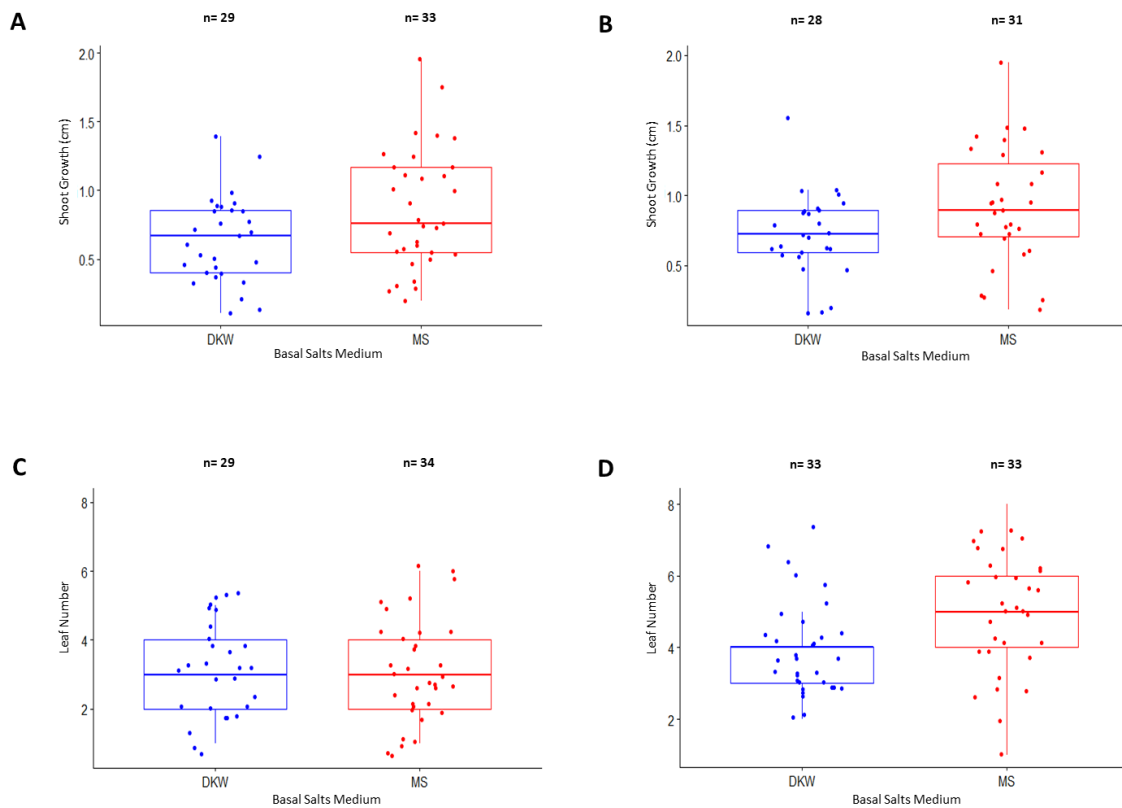 A
n= 29 n= 33
2.0
1.5
1.0
0.5
Shoot Growth (cm)
DKW MS
Basal Salts Medium
B
n= 28 n= 31
2.0
1.5
1.0
0.5
Shoot Growth (cm)
DKW MS
Basal Salts Medium
C
n= 29 n= 34
8
6
4
2
Leaf Number
DKW MS
Basal Salts Medium
D
n= 33 n= 33
8
6
4
2
Leaf Number
DKW MS
Basal Salts Medium